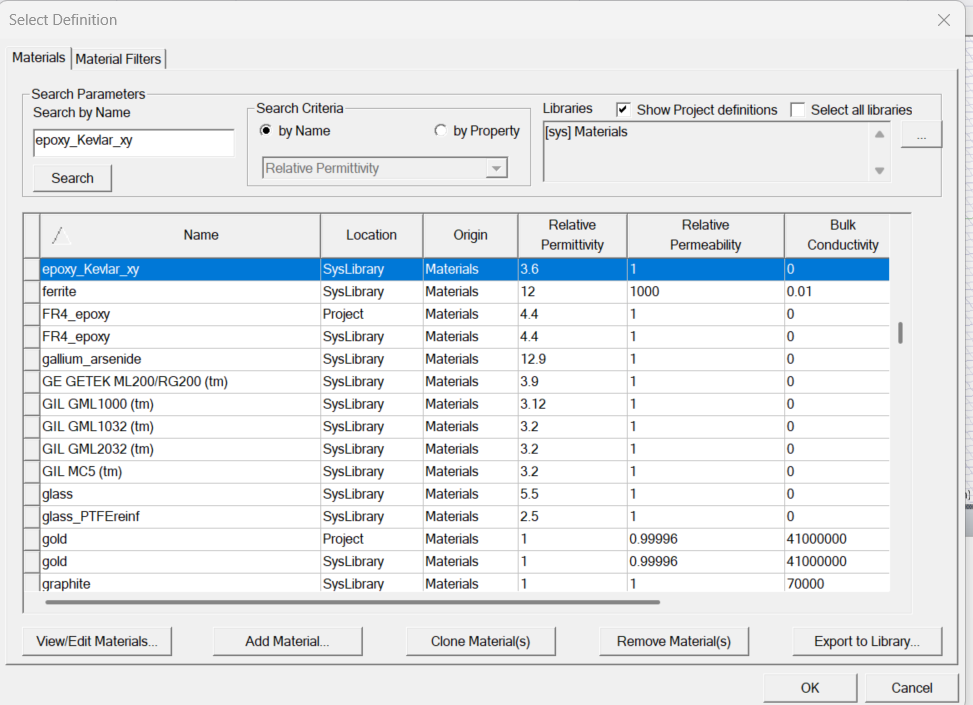 Select Definition
Materials Material Filters
Search Parameters
Search by Name
epoxy_Kevlar_xy
Search
Search Criteria
by Name by Property
Relative Permittivity
Libraries Show Project definitions Select all libraries
[sys] Materials
...
Name Location Origin Relative Permittivity Relative Permeability Bulk Conductivity
epoxy_Kevlar_xy SysLibrary Materials 3.6 1 0
ferrite SysLibrary Materials 12 1000 0.01
FR4_epoxy Project Materials 4.4 1 0
FR4_epoxy SysLibrary Materials 4.4 1 0
gallium_arsenide SysLibrary Materials 12.9 1 0
GE GETEK ML200/RG200 (tm) SysLibrary Materials 3.9 1 0
GIL GML1000 (tm) SysLibrary Materials 3.12 1 0
GIL GML1032 (tm) SysLibrary Materials 3.2 1 0
GIL GML2032 (tm) SysLibrary Materials 3.2 1 0
GIL MC5 (tm) SysLibrary Materials 3.2 1 0
glass SysLibrary Materials 5.5 1 0
glass_PTFEreinf SysLibrary Materials 2.5 1 0
gold Project Materials 1 0.99996 41000000
gold SysLibrary Materials 1 0.99996 41000000
graphite SysLibrary Materials 1 1 70000
View/Edit Materials... Add Material... Clone Material(s) Remove Material(s) Export to Library...
OK Cancel